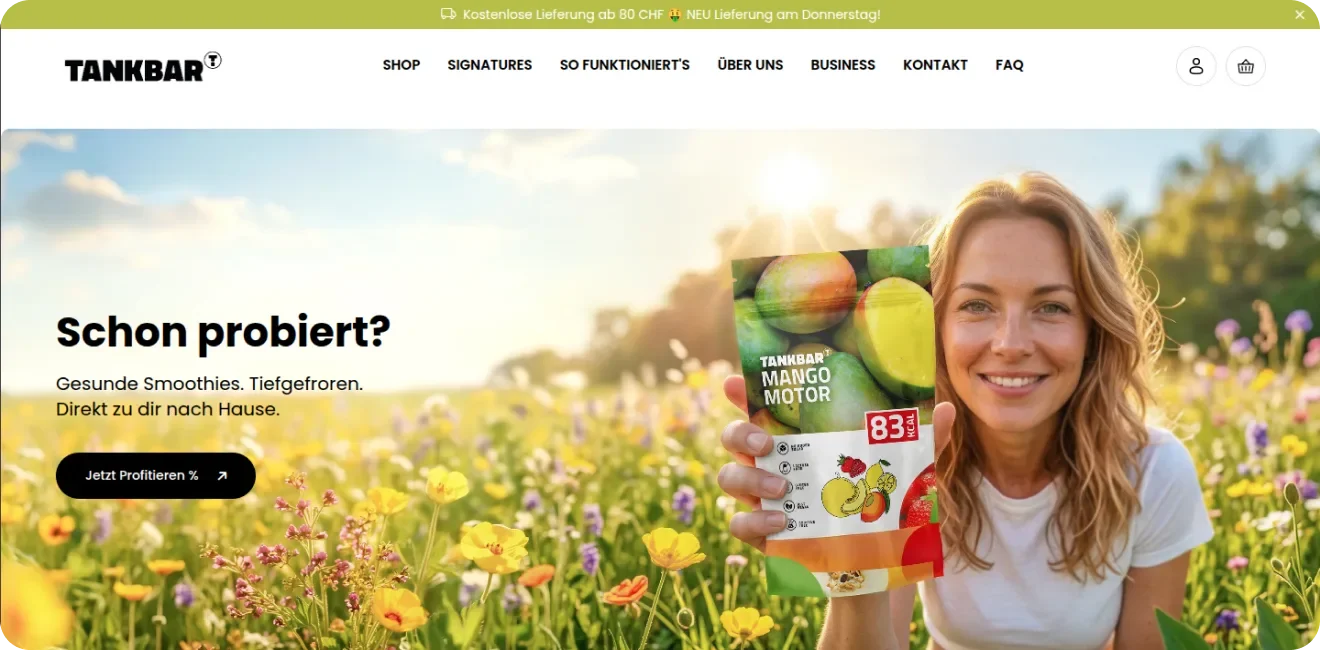 Kostenlose Lieferung ab 80 CHF 🤑 NEU Lieferung am Donnerstag!
TANKBAR T
SHOP SIGNATURES SO FUNKTIONIERT'S ÜBER UNS BUSINESS KONTAKT FAQ
Schon probiert?
Gesunde Smoothies. Tiefgefroren.
Direkt zu dir nach Hause.
Jetzt Profitieren %
TANKBAR T
MANGO
MOTOR
83 KCAL